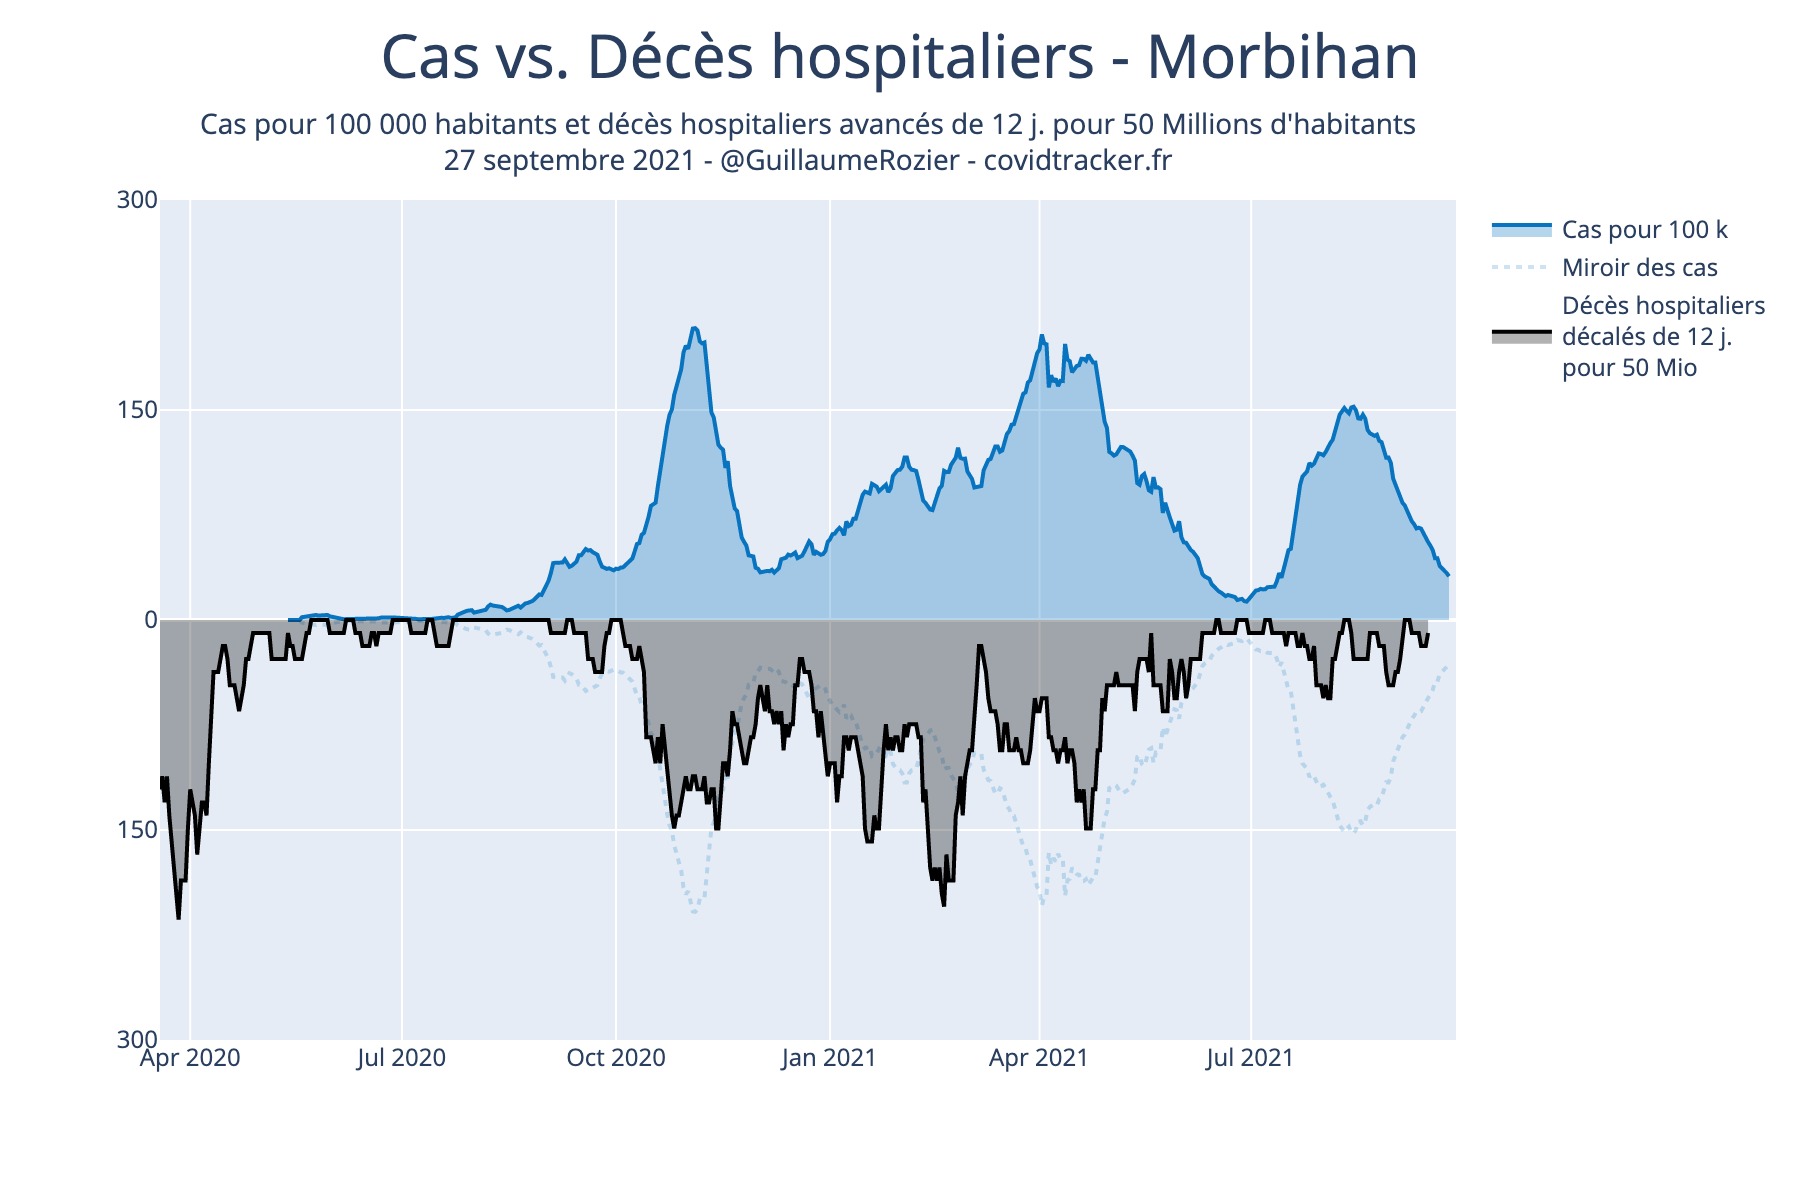 Cas vs. Décès hospitaliers - Morbihan
Cas pour 100 000 habitants et décès hospitaliers avancés de 12 j. pour 50 Millions d'habitants
27 septembre 2021 - @GuillaumeRozier - covidtracker.fr
300
150
0
150
300
Apr 2020
Jul 2020
Oct 2020
Jan 2021
Apr 2021
Jul 2021
Cas pour 100 k
Miroir des cas
Décès hospitaliers
décalés de 12 j.
pour 50 Mio